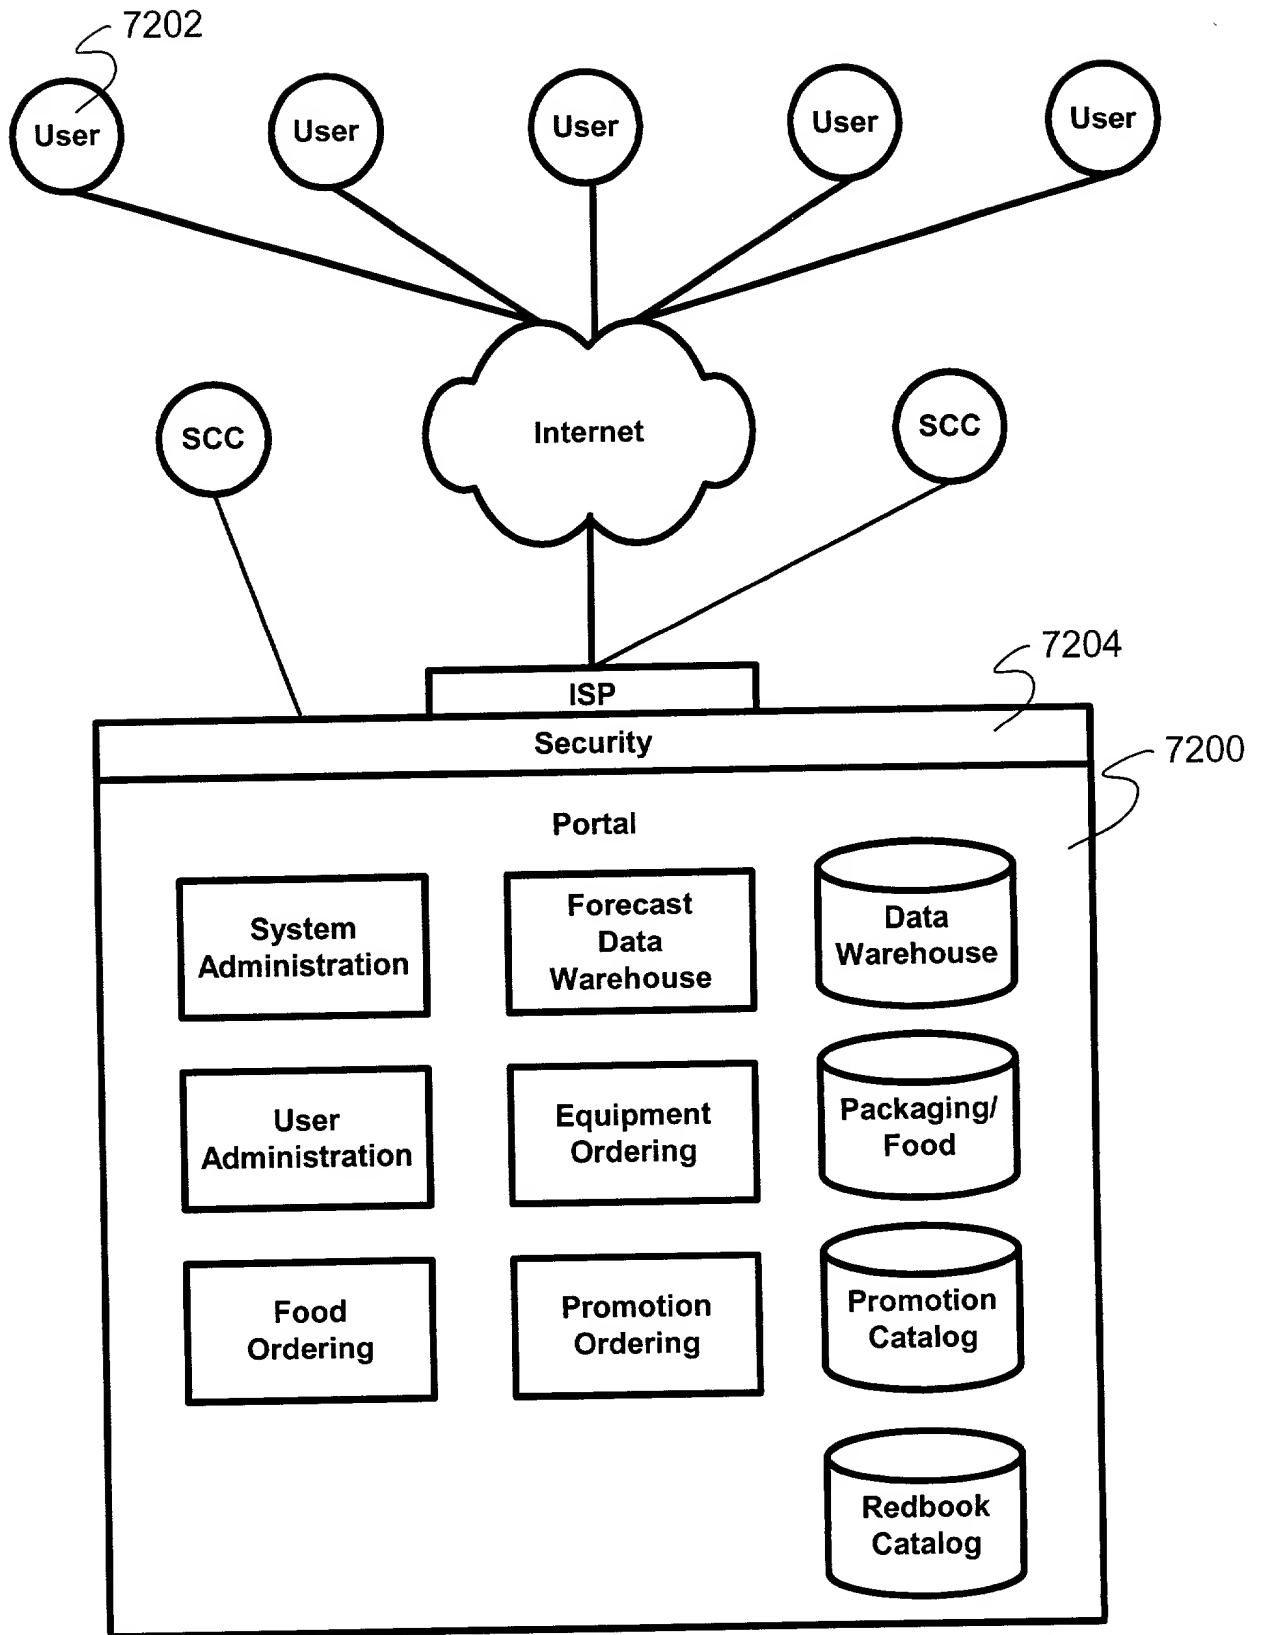 7202
User
User
User
User
User
Internet
SCC
SCC
7204
ISP
Security
7200
Portal
System
Administration
Forecast
Data
Warehouse
Data
Warehouse
User
Administration
Equipment
Ordering
Packaging/
Food
Food
Ordering
Promotion
Ordering
Promotion
Catalog
Redbook
Catalog